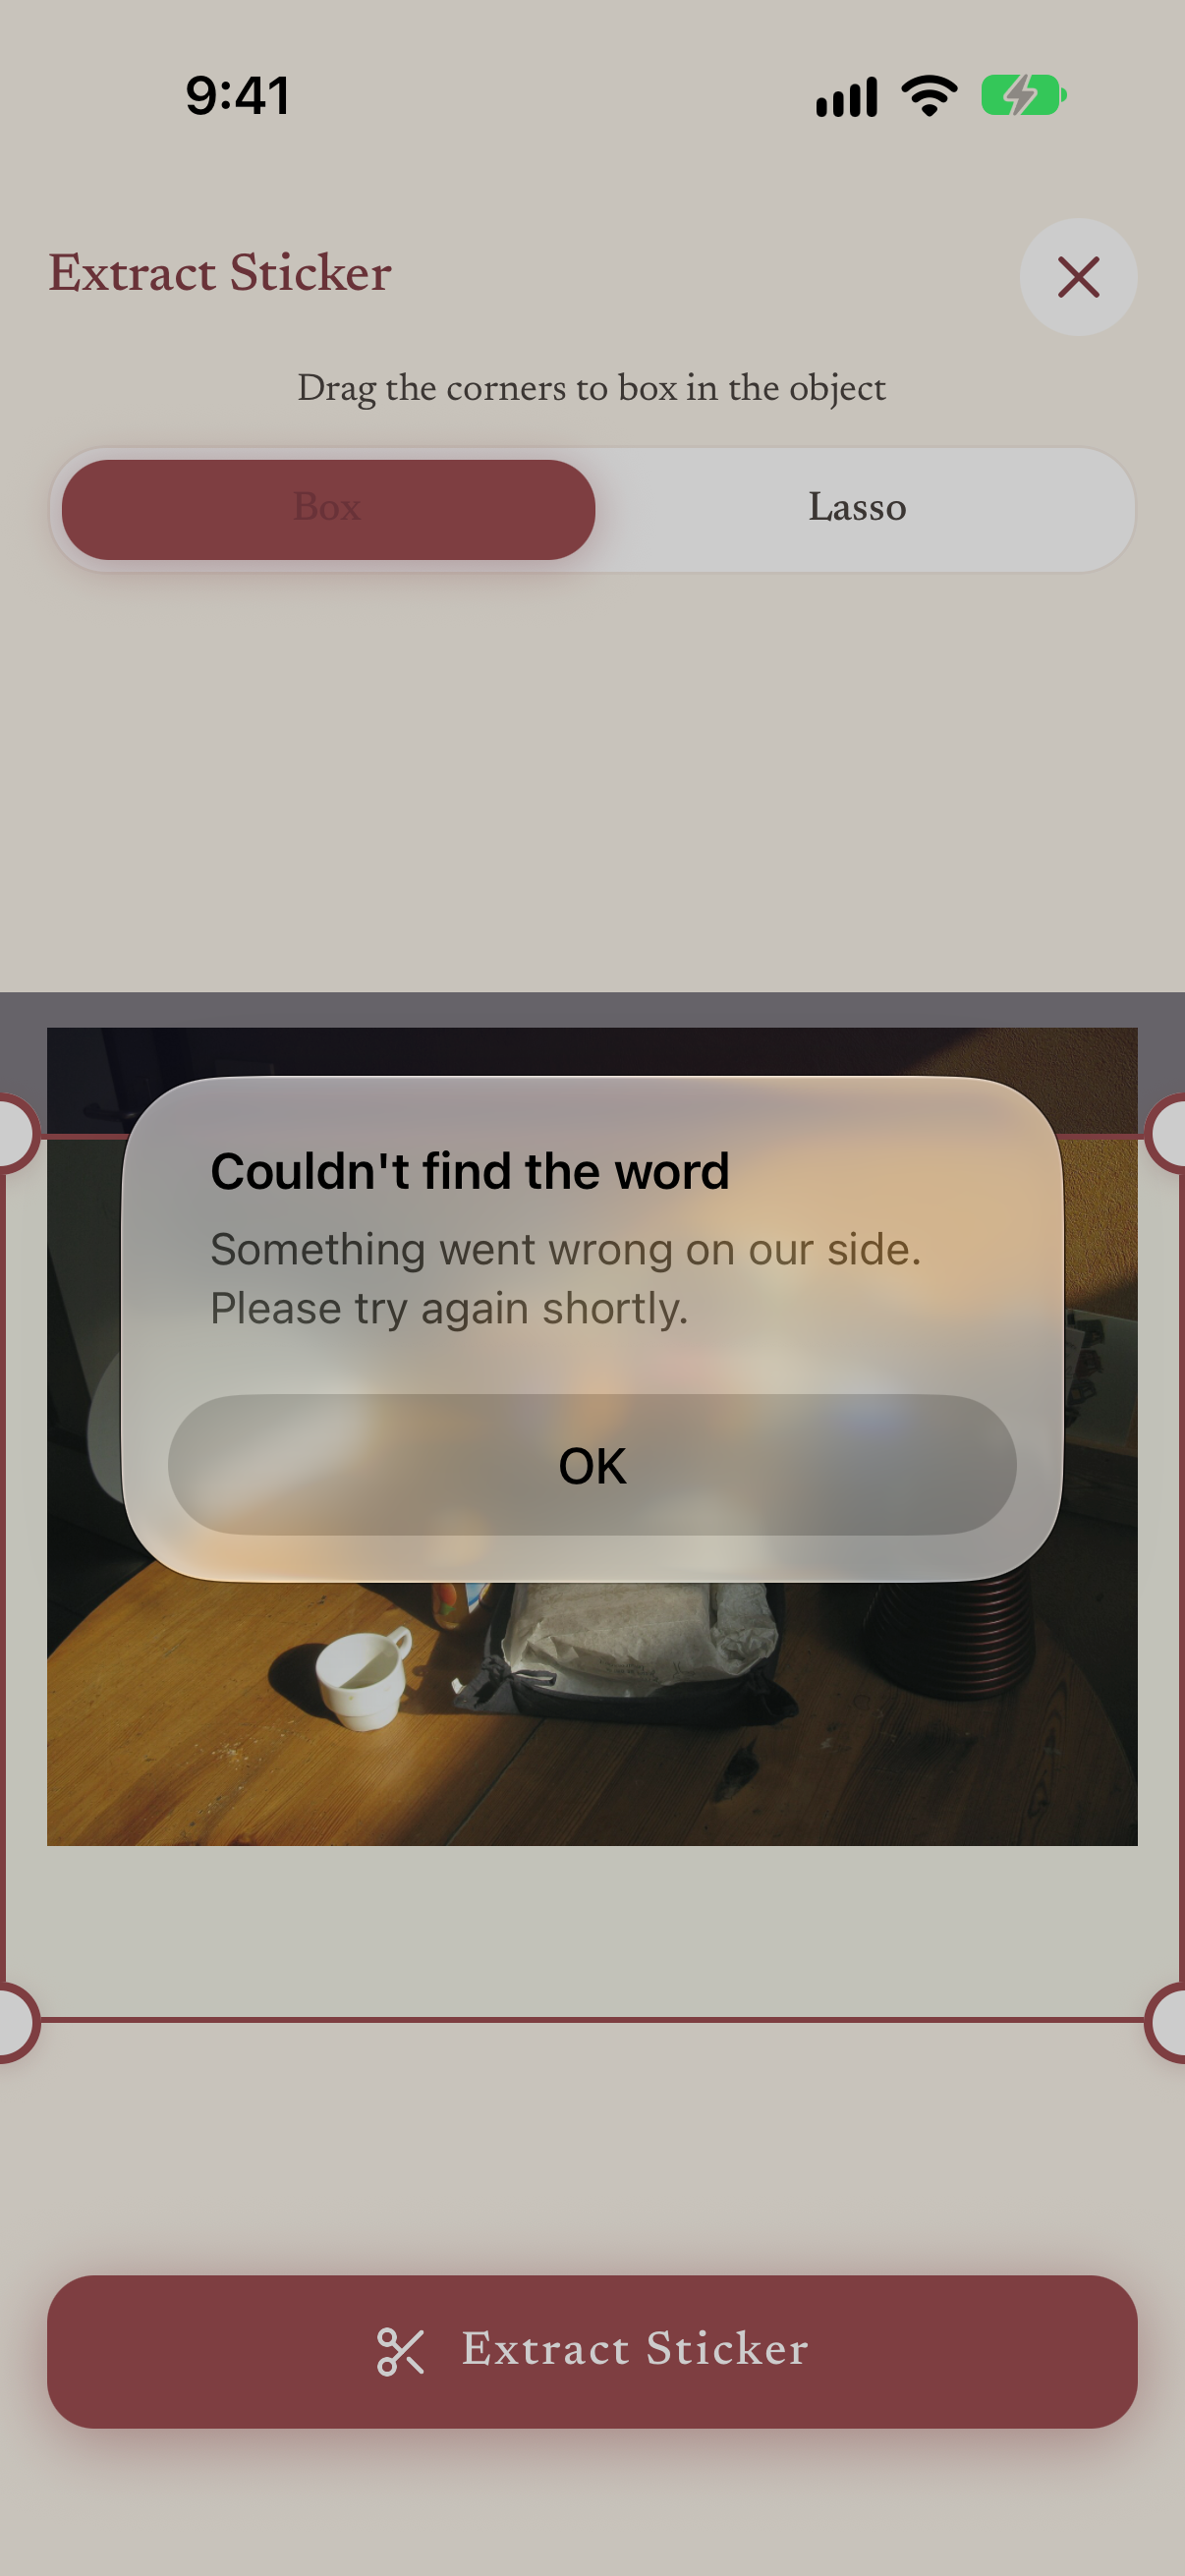 9:41
Extract Sticker
Drag the corners to box in the object
Box
Lasso
Couldn't find the word
Something went wrong on our side.
Please try again shortly.
OK
Extract Sticker